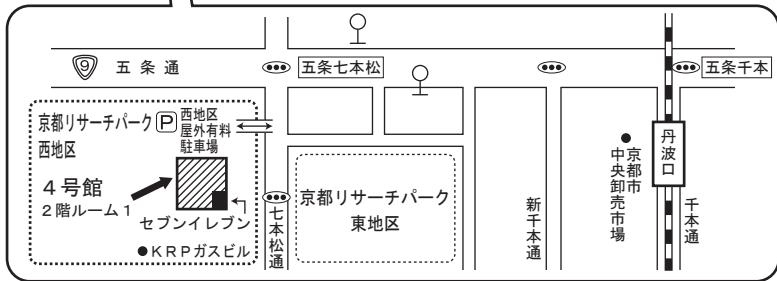 9
五条通
五条七本松
五条千本
京都リサーチパーク
西地区
P
西地区
屋外有料
駐車場
4号館
2階ルーム1
セブンイレブン
●KRPガスビル
七本松通
京都リサーチパーク
東地区
新千本通
●京都市
中央卸売市場
丹波口
千本通